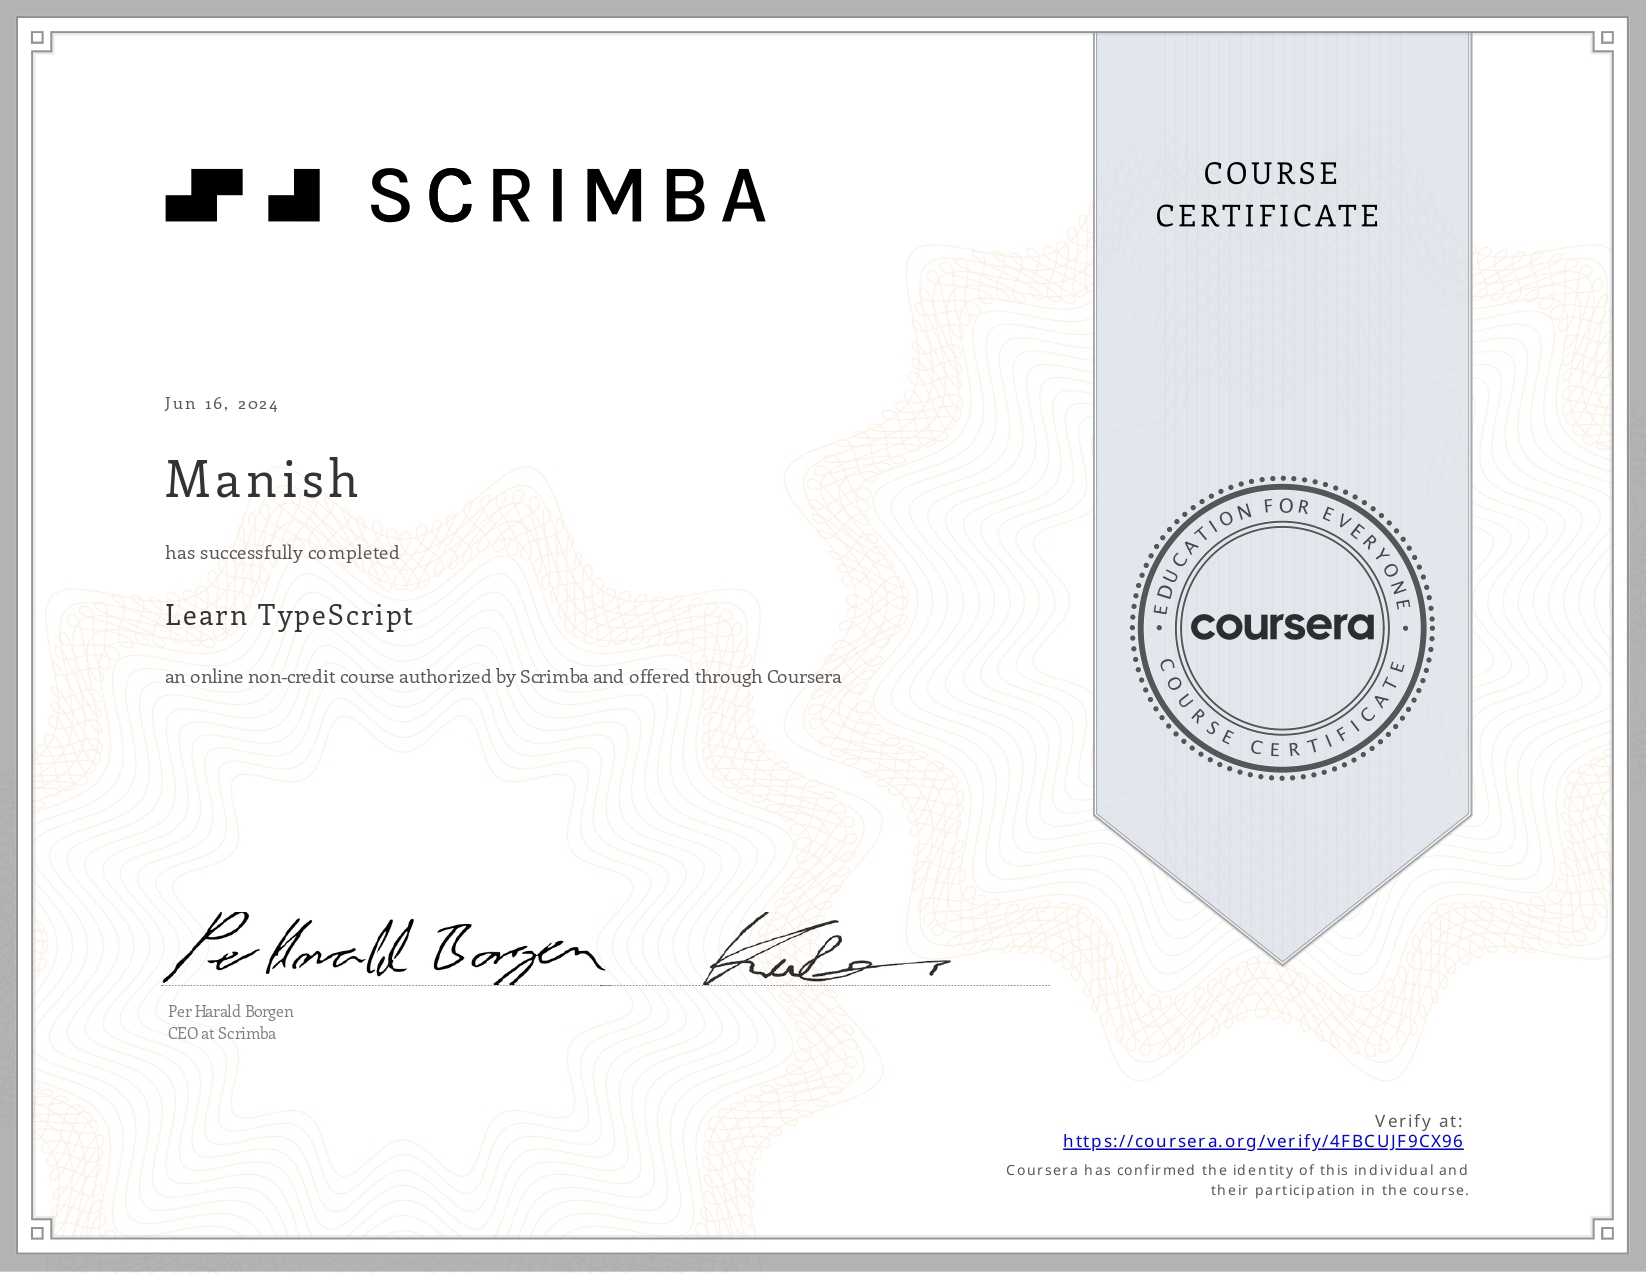 SCRIMBA
COURSE
CERTIFICATE
Jun 16, 2024
Manish
has successfully completed
Learn TypeScript
an online non-credit course authorized by Scrimba and offered through Coursera
EDUCATION FOR EVERYONE
coursera
COURSE CERTIFICATE
Per Harald Borgen
Per Harald Borgen
CEO at Scrimba
Verify at:
https://coursera.org/verify/4FBCUJF9CX96
Coursera has confirmed the identity of this individual and
their participation in the course.